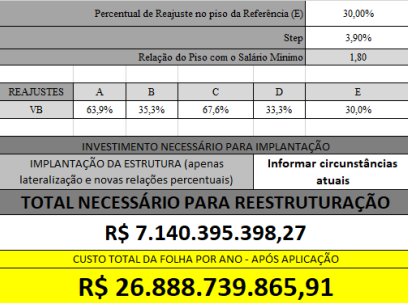 Percentual de Reajuste no piso da Referência (E) 30,00%
Step 3,90%
Relação do Piso com o Salário Mínimo 1,80
REAJUSTES A B C D E
VB 63,9% 35,3% 67,6% 33,3% 30,0%
INVESTIMENTO NECESSÁRIO PARA IMPLANTAÇÃO
IMPLANTAÇÃO DA ESTRUTURA (apenas Informar circunstâncias
lateralização e novas relações percentuais) atuais
TOTAL NECESSÁRIO PARA REESTRUTURAÇÃO
R$ 7.140.395.398,27
CUSTO TOTAL DA FOLHA POR ANO - APÓS APLICAÇÃO
R$ 26.888.739.865,91